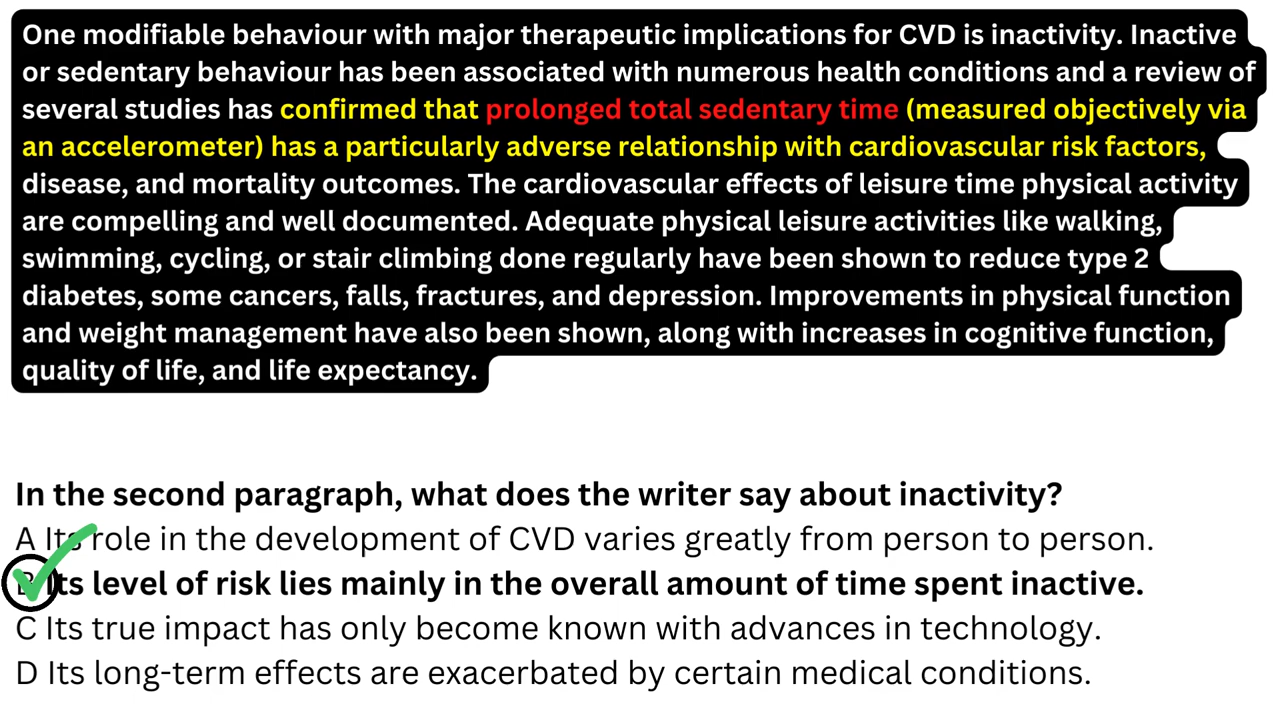 One modifiable behaviour with major therapeutic implications for CVD is inactivity. Inactive
or sedentary behaviour has been associated with numerous health conditions and a review of
several studies has confirmed that prolonged total sedentary time (measured objectively via
an accelerometer) has a particularly adverse relationship with cardiovascular risk factors,
disease, and mortality outcomes. The cardiovascular effects of leisure time physical activity
are compelling and well documented. Adequate physical leisure activities like walking,
swimming, cycling, or stair climbing done regularly have been shown to reduce type 2
diabetes, some cancers, falls, fractures, and depression. Improvements in physical function
and weight management have also been shown, along with increases in cognitive function,
quality of life, and life expectancy.
In the second paragraph, what does the writer say about inactivity?
A Its role in the development of CVD varies greatly from person to person.
B Its level of risk lies mainly in the overall amount of time spent inactive.
C Its true impact has only become known with advances in technology.
D Its long-term effects are exacerbated by certain medical conditions.